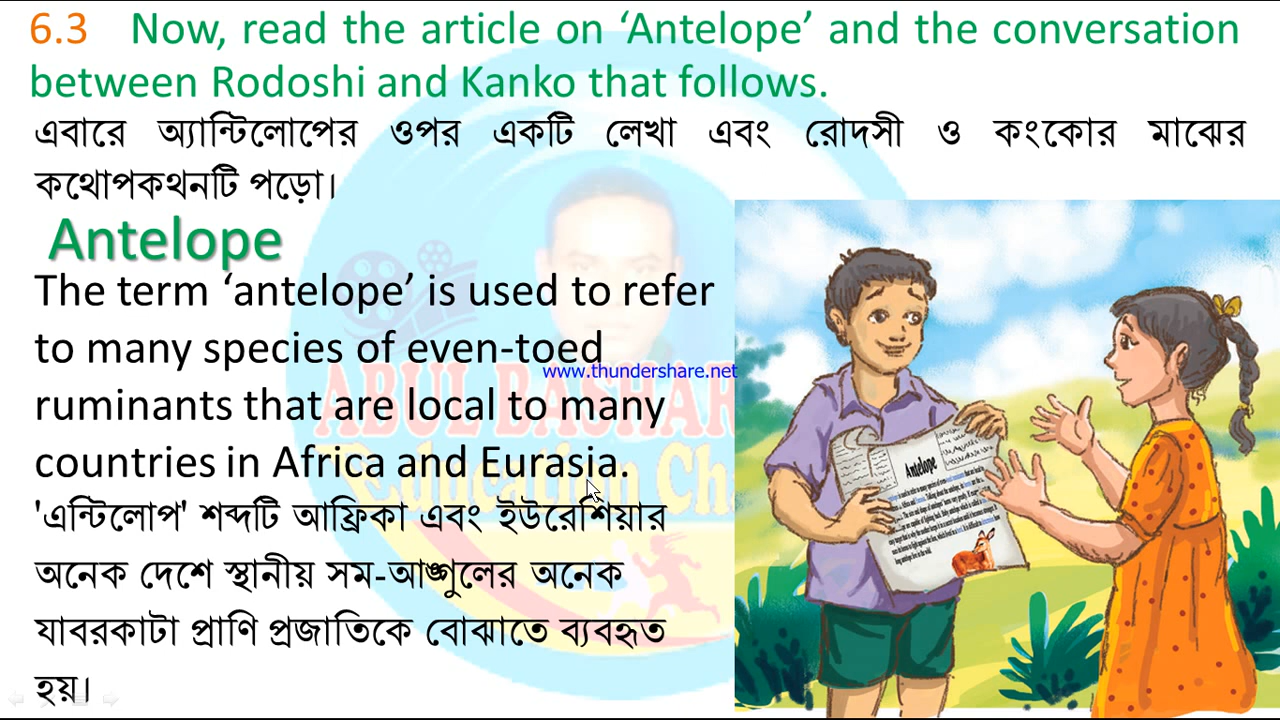 6.3 Now, read the article on ‘Antelope’ and the conversation
between Rodoshi and Kanko that follows.
এবারে অ্যান্টিলোপের ওপর একটি লেখা এবং রোদসী ও কংকোর মাঝের
কথোপকথনটি পড়ো।
Antelope
The term ‘antelope’ is used to refer
to many species of even-toed
www.thundershare.net
ruminants that are local to many
countries in Africa and Eurasia.
'এন্টিলোপ' শব্দটি আফ্রিকা এবং ইউরেশিয়ার
অনেক দেশে স্থানীয় সম-আঙ্গুলের অনেক
যাবরকাটা প্রাণি প্রজাতিকে বোঝাতে ব্যবহৃত
হয়।
ABUL BASHAR
Education
Antelope